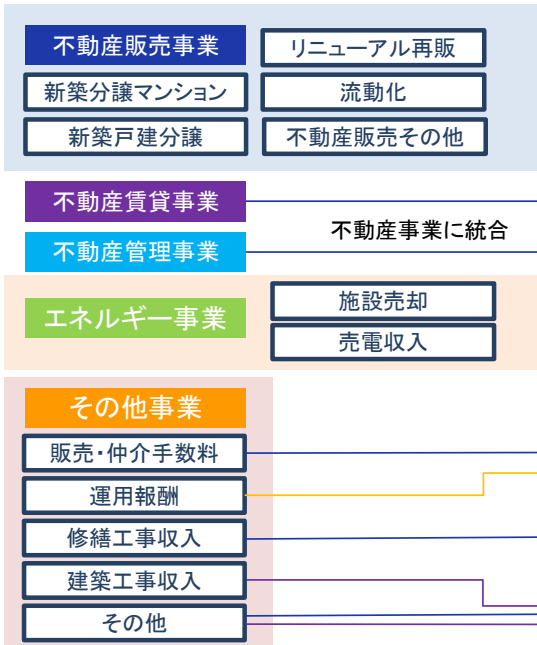 不動産販売事業
リニューアル再販
新築分譲マンション
流動化
新築戸建分譲
不動産販売その他
不動産賃貸事業
不動産事業に統合
不動産管理事業
エネルギー事業
施設売却
売電収入
その他事業
販売・仲介手数料
運用報酬
修繕工事収入
建築工事収入
その他